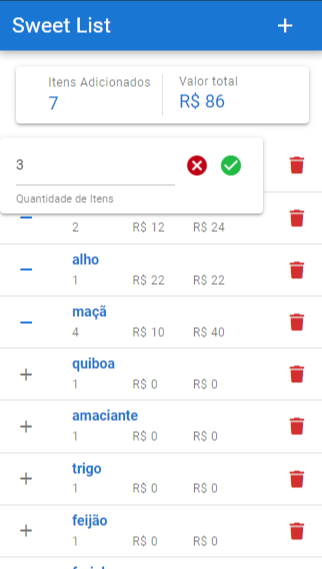 Sweet List
Itens Adicionados
7
Valor total
R$ 86
3
Quantidade de Itens
2 R$ 12 R$ 24
alho
1 R$ 22 R$ 22
maçã
4 R$ 10 R$ 40
quiboa
1 R$ 0 R$ 0
amaciante
1 R$ 0 R$ 0
trigo
1 R$ 0 R$ 0
feijão
1 R$ 0 R$ 0